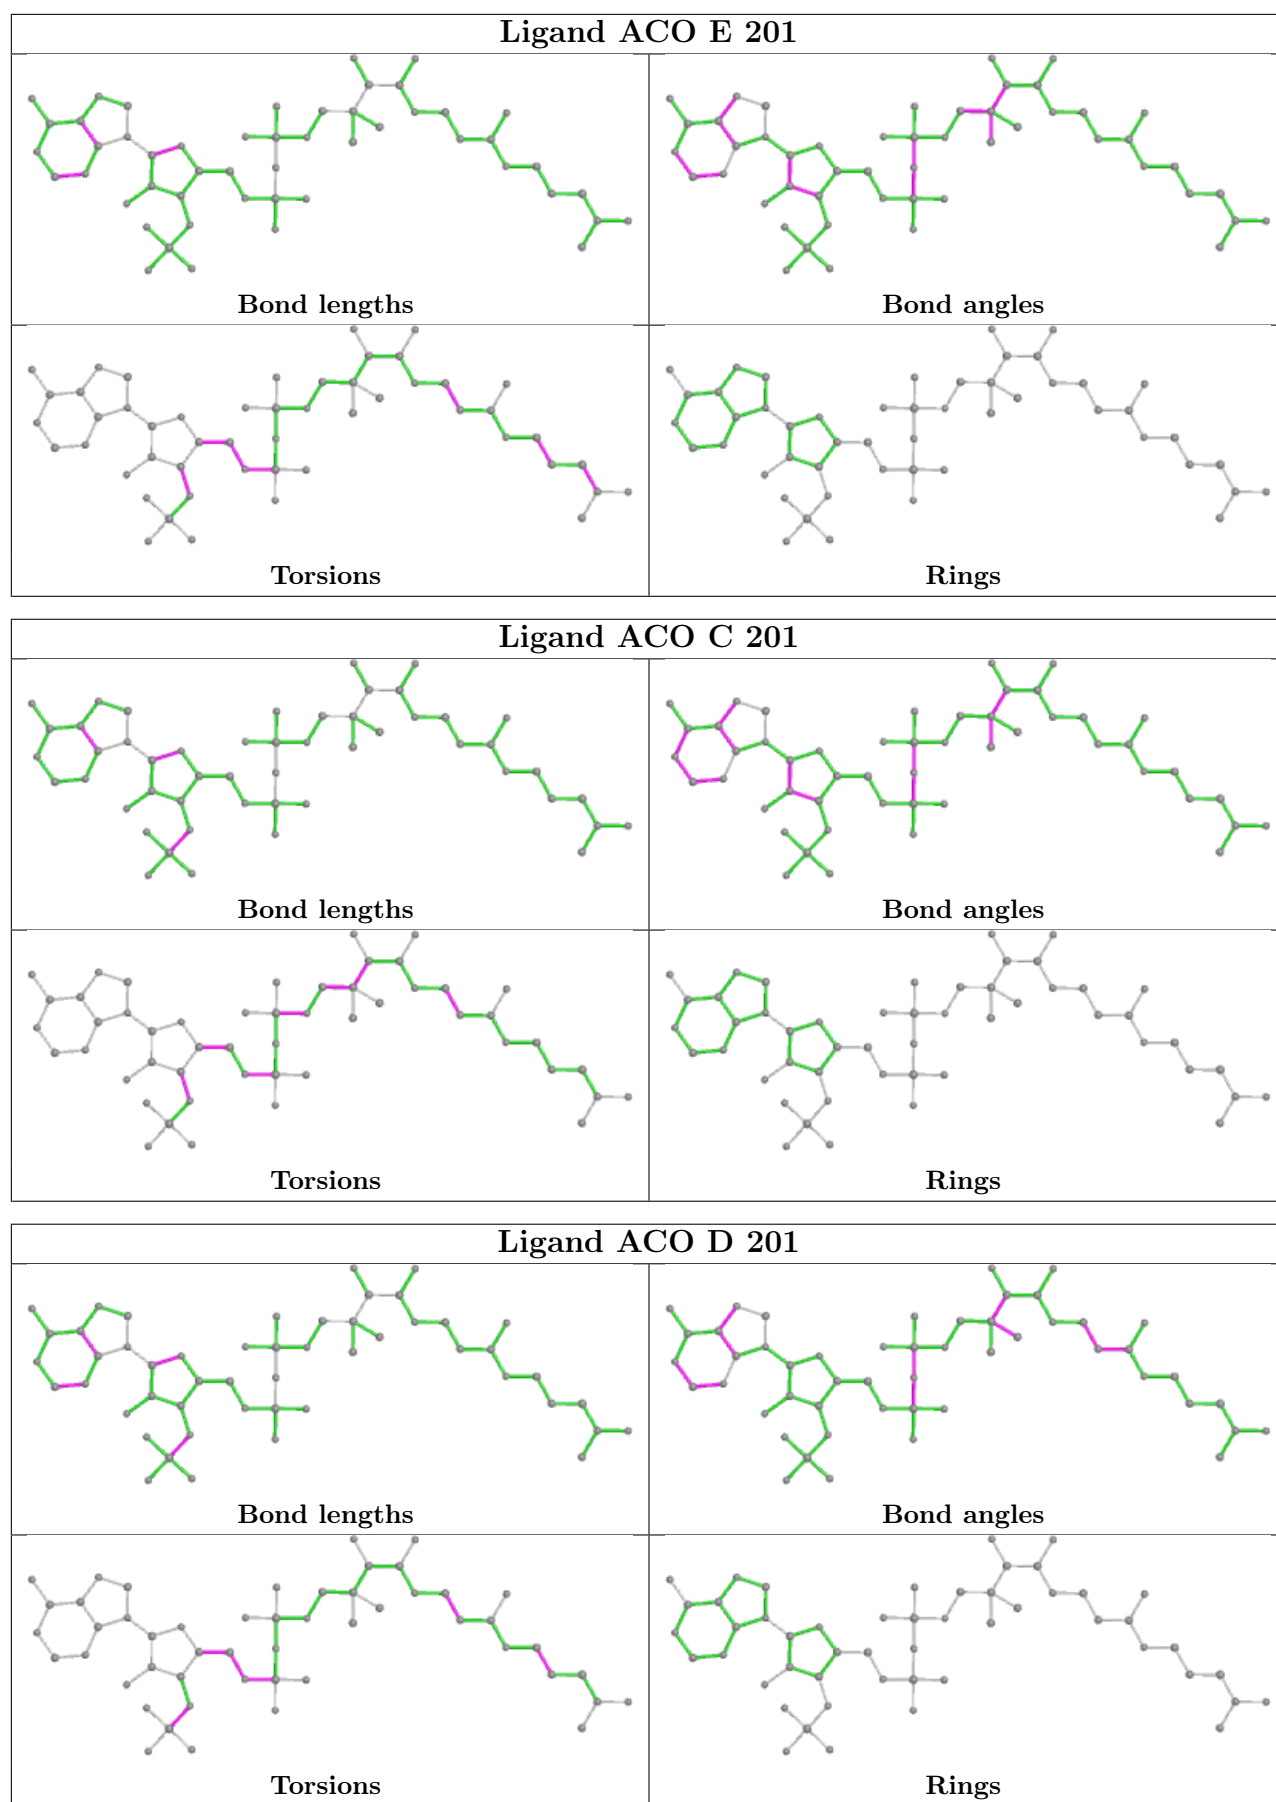 Ligand ACO E 201
Bond lengths
Bond angles
Torsions
Rings
Ligand ACO C 201
Bond lengths
Bond angles
Torsions
Rings
Ligand ACO D 201
Bond lengths
Bond angles
Torsions
Rings